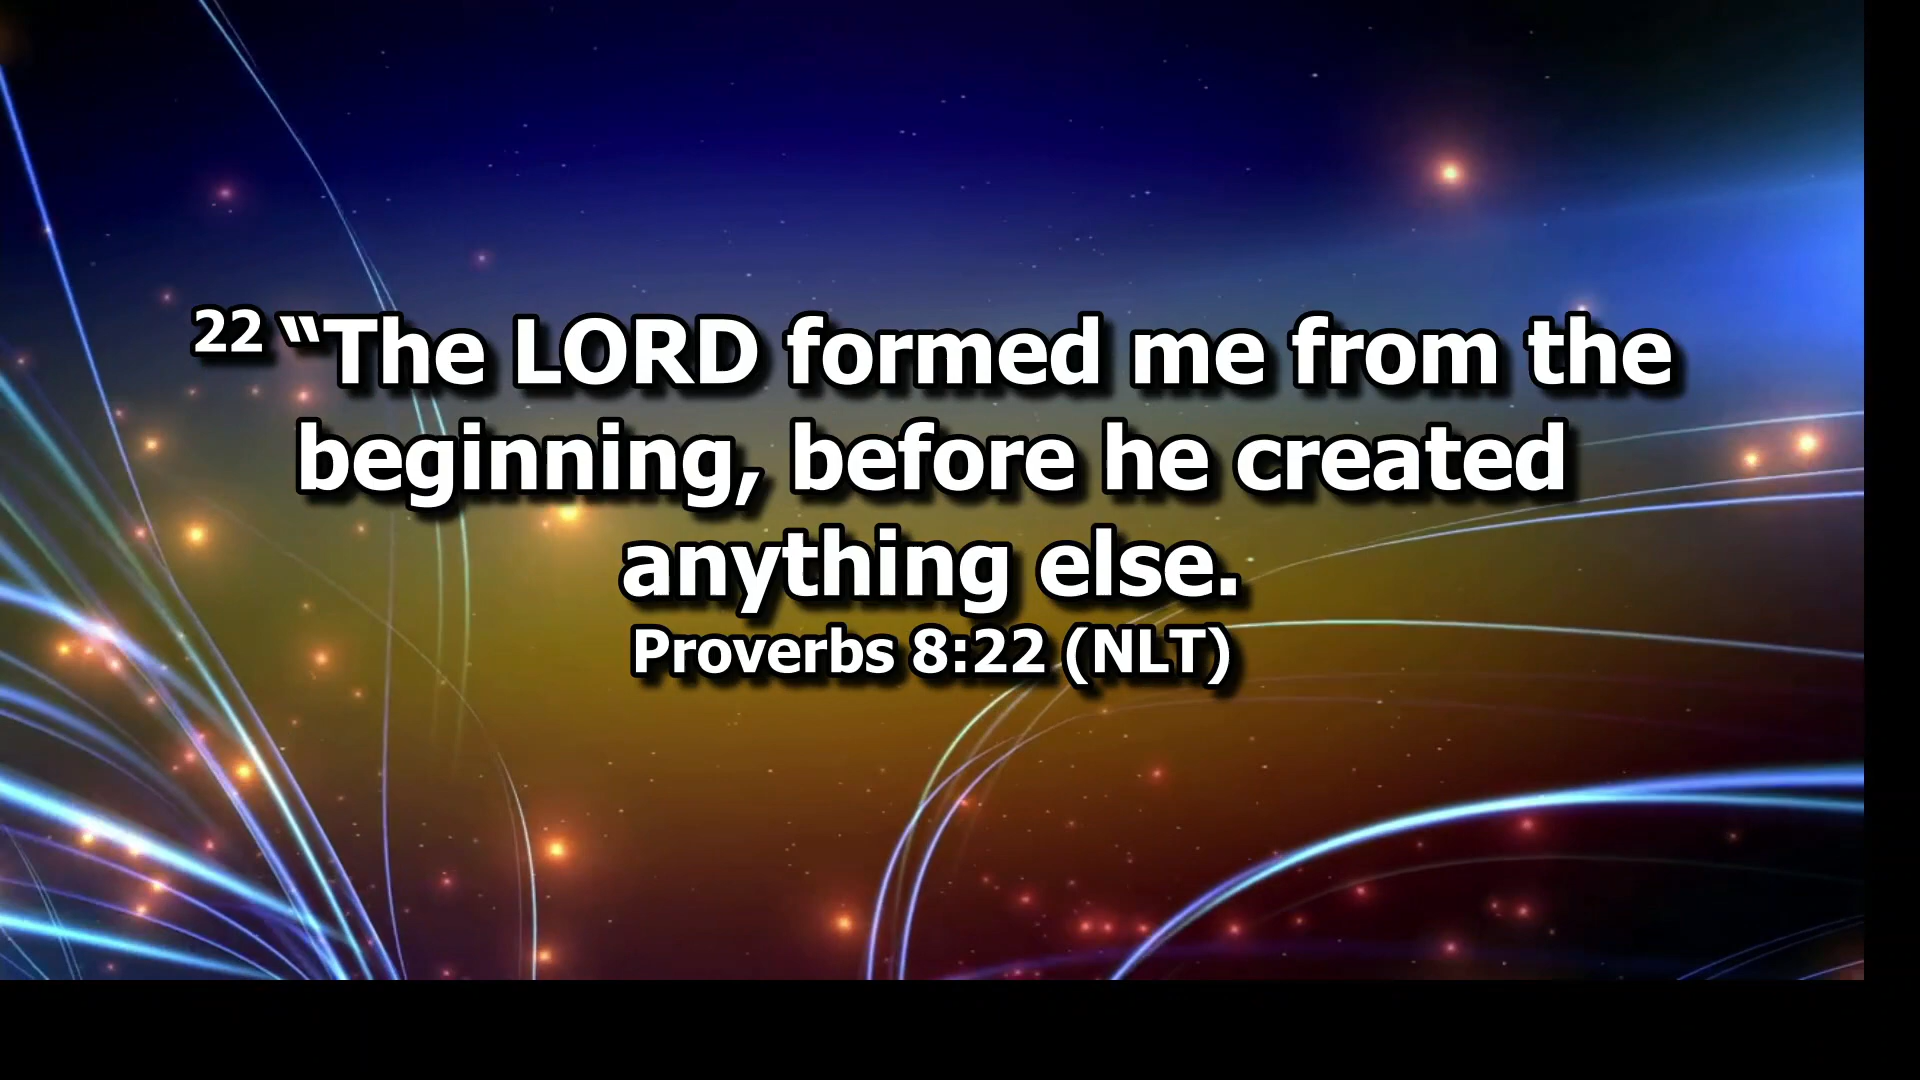 22 “The LORD formed me from the
beginning, before he created
anything else.
Proverbs 8:22 (NLT)